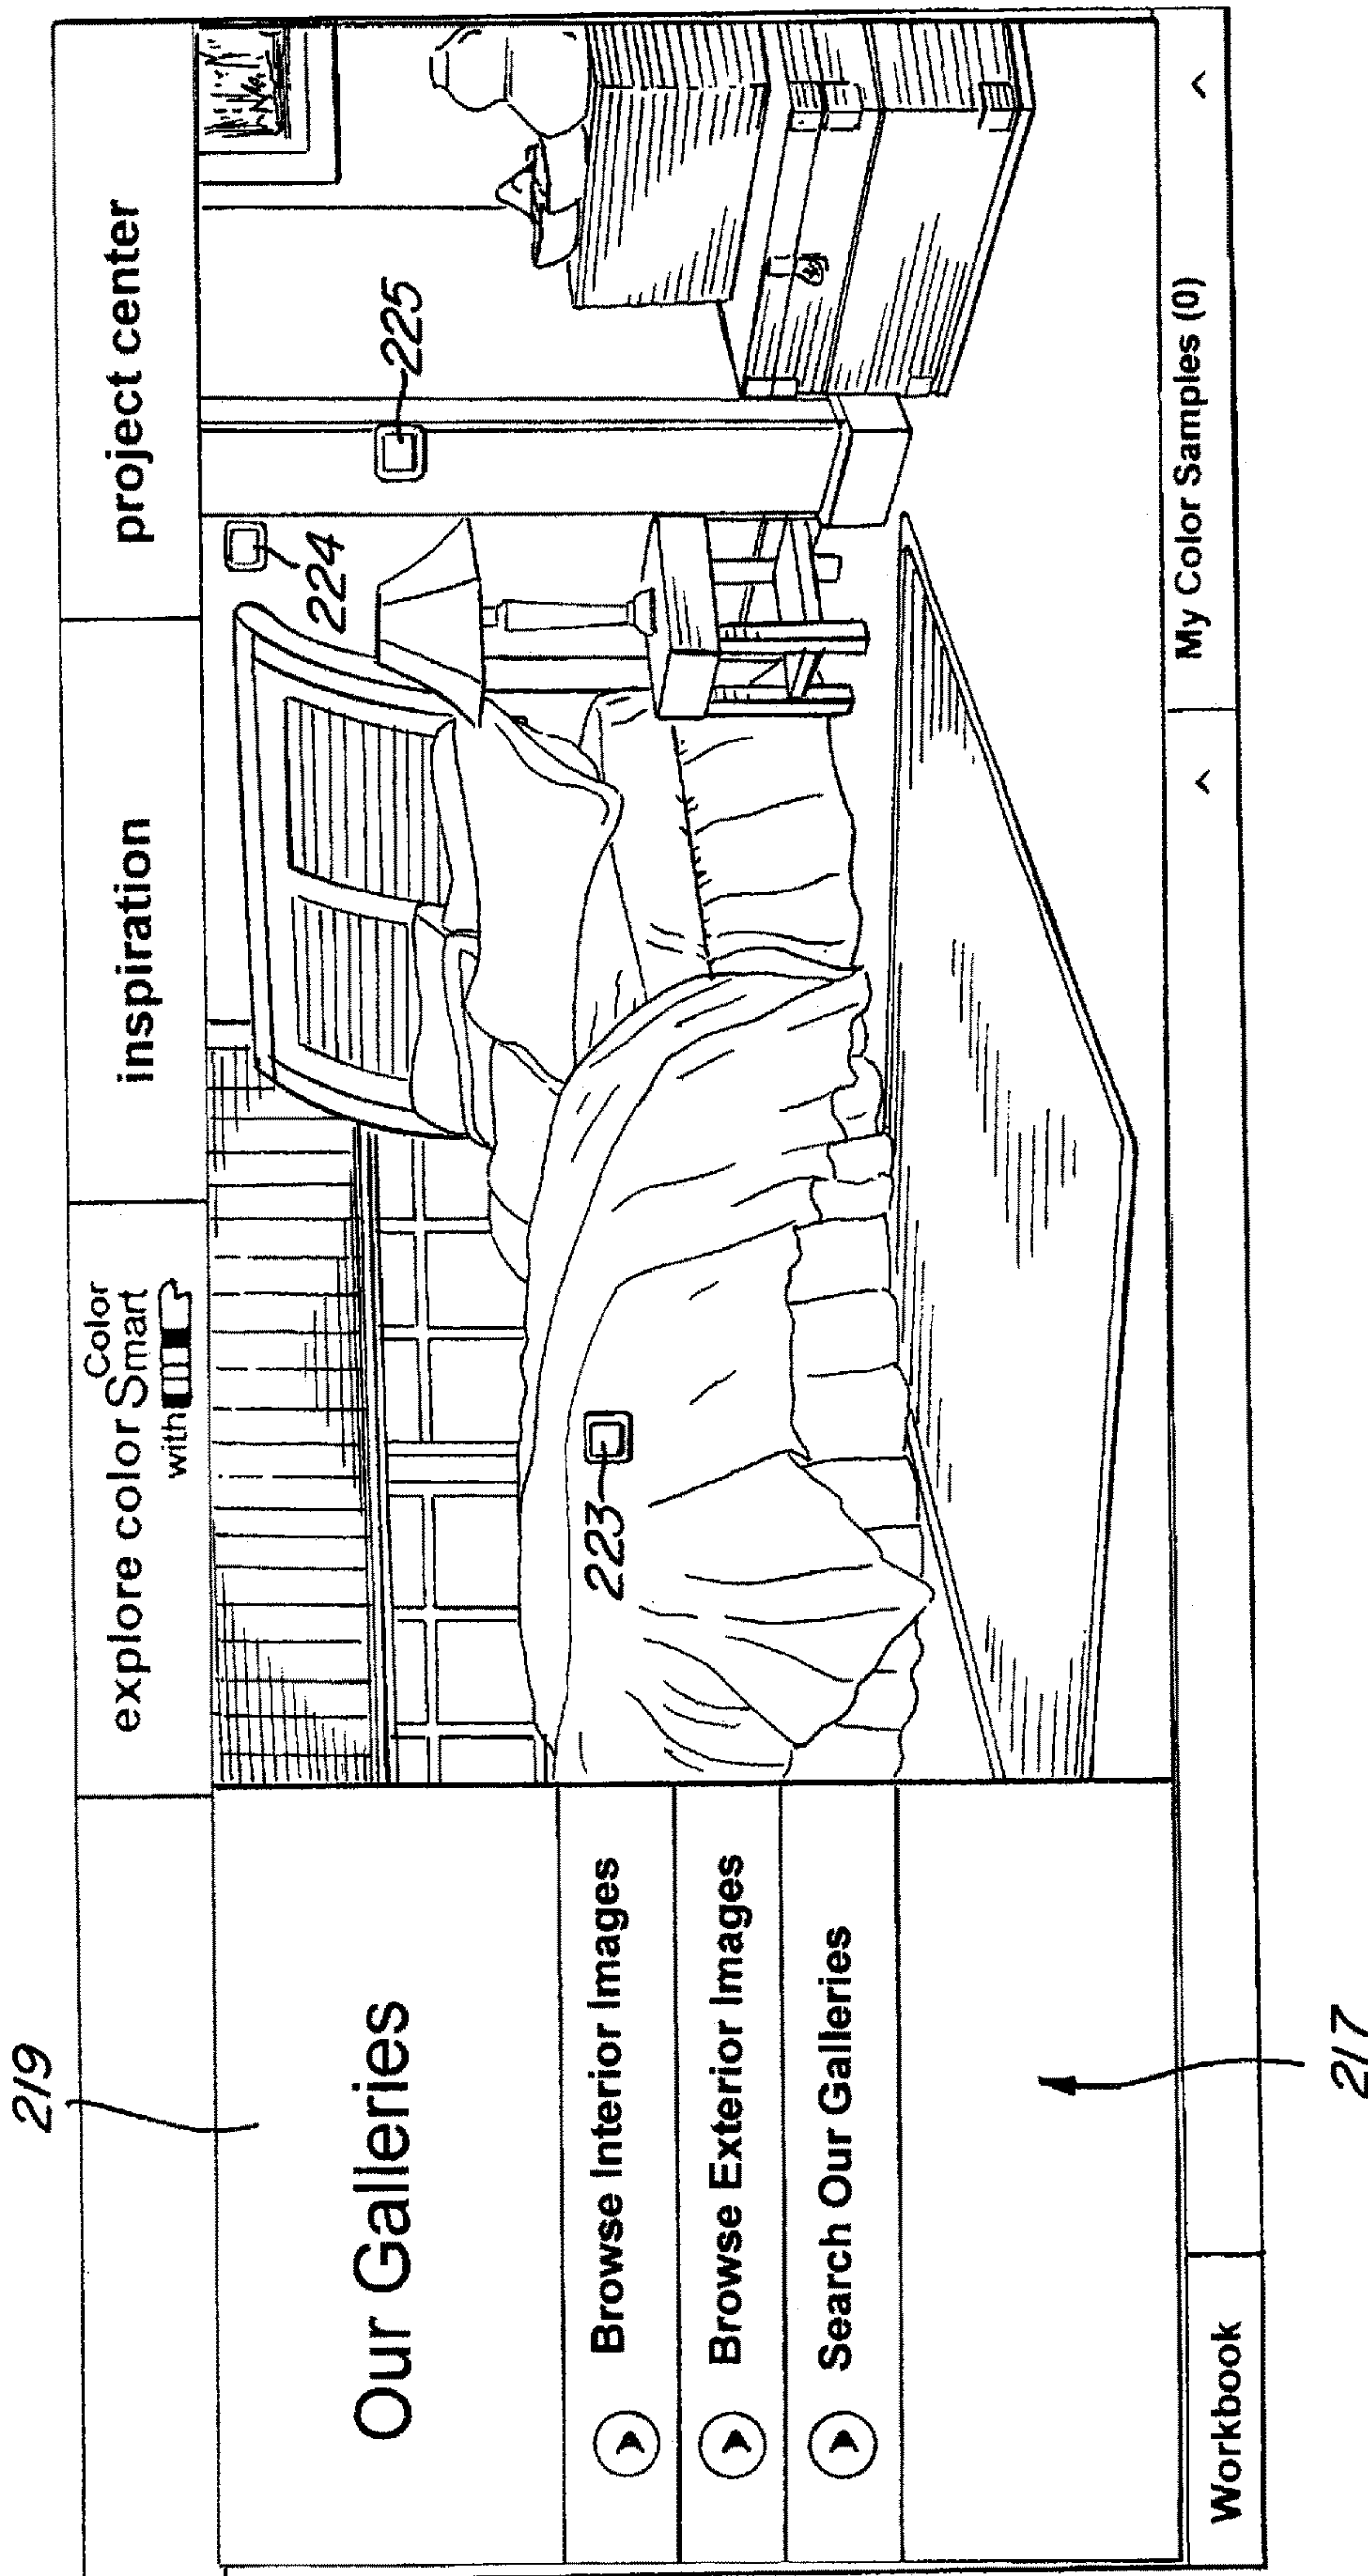 219
explore color with Color Smart
inspiration
project center
Our Galleries
Browse Interior Images
Browse Exterior Images
Search Our Galleries
223
224
225
Workbook
My Color Samples (0)
217